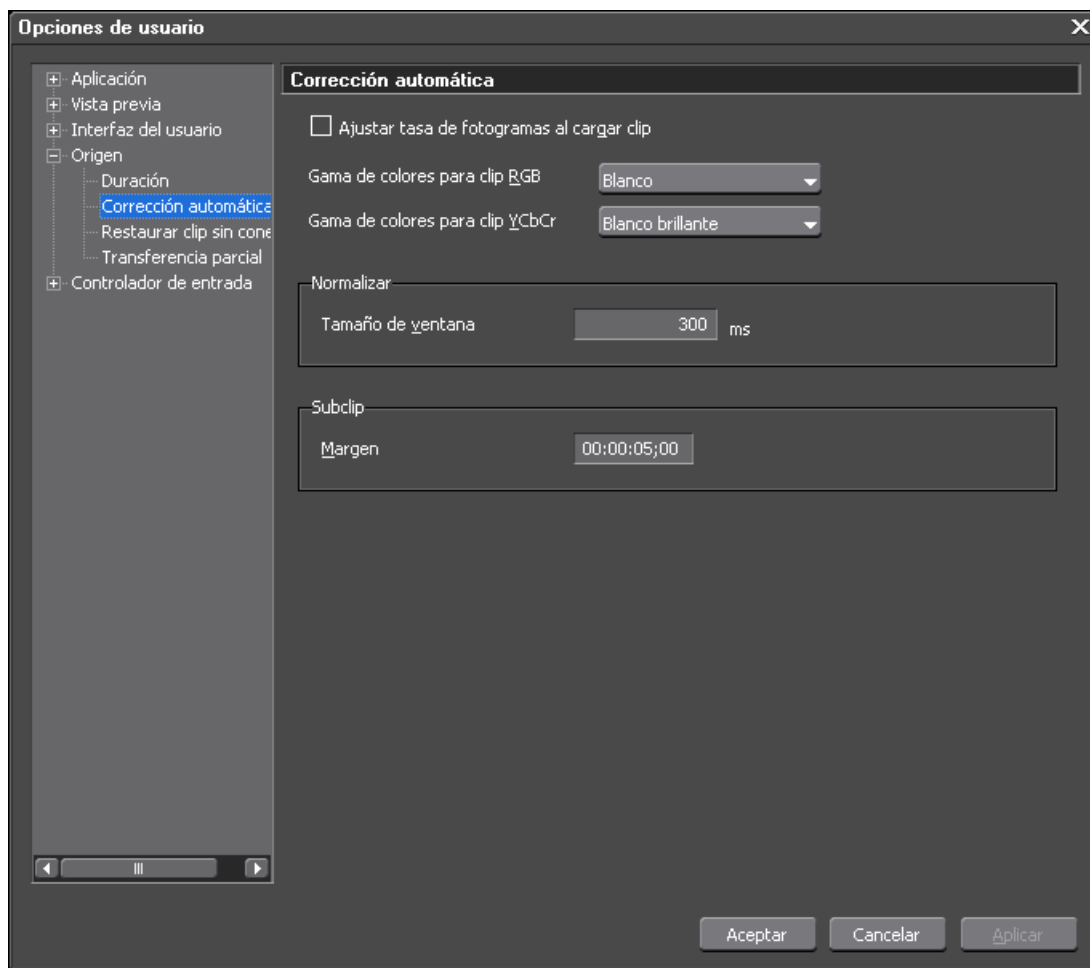 Opciones de usuario
Aplicación
Vista previa
Interfaz del usuario
Origen
Duración
Corrección automática
Restaurar clip sin cone
Transferencia parcial
Controlador de entrada
Corrección automática
Ajustar tasa de fotogramas al cargar clip
Gama de colores para clip RGB
Blanco
Gama de colores para clip YCbCr
Blanco brillante
Normalizar
Tamaño de ventana
300
ms
Subclip
Margen
00:00:05;00
Aceptar
Cancelar
Aplicar